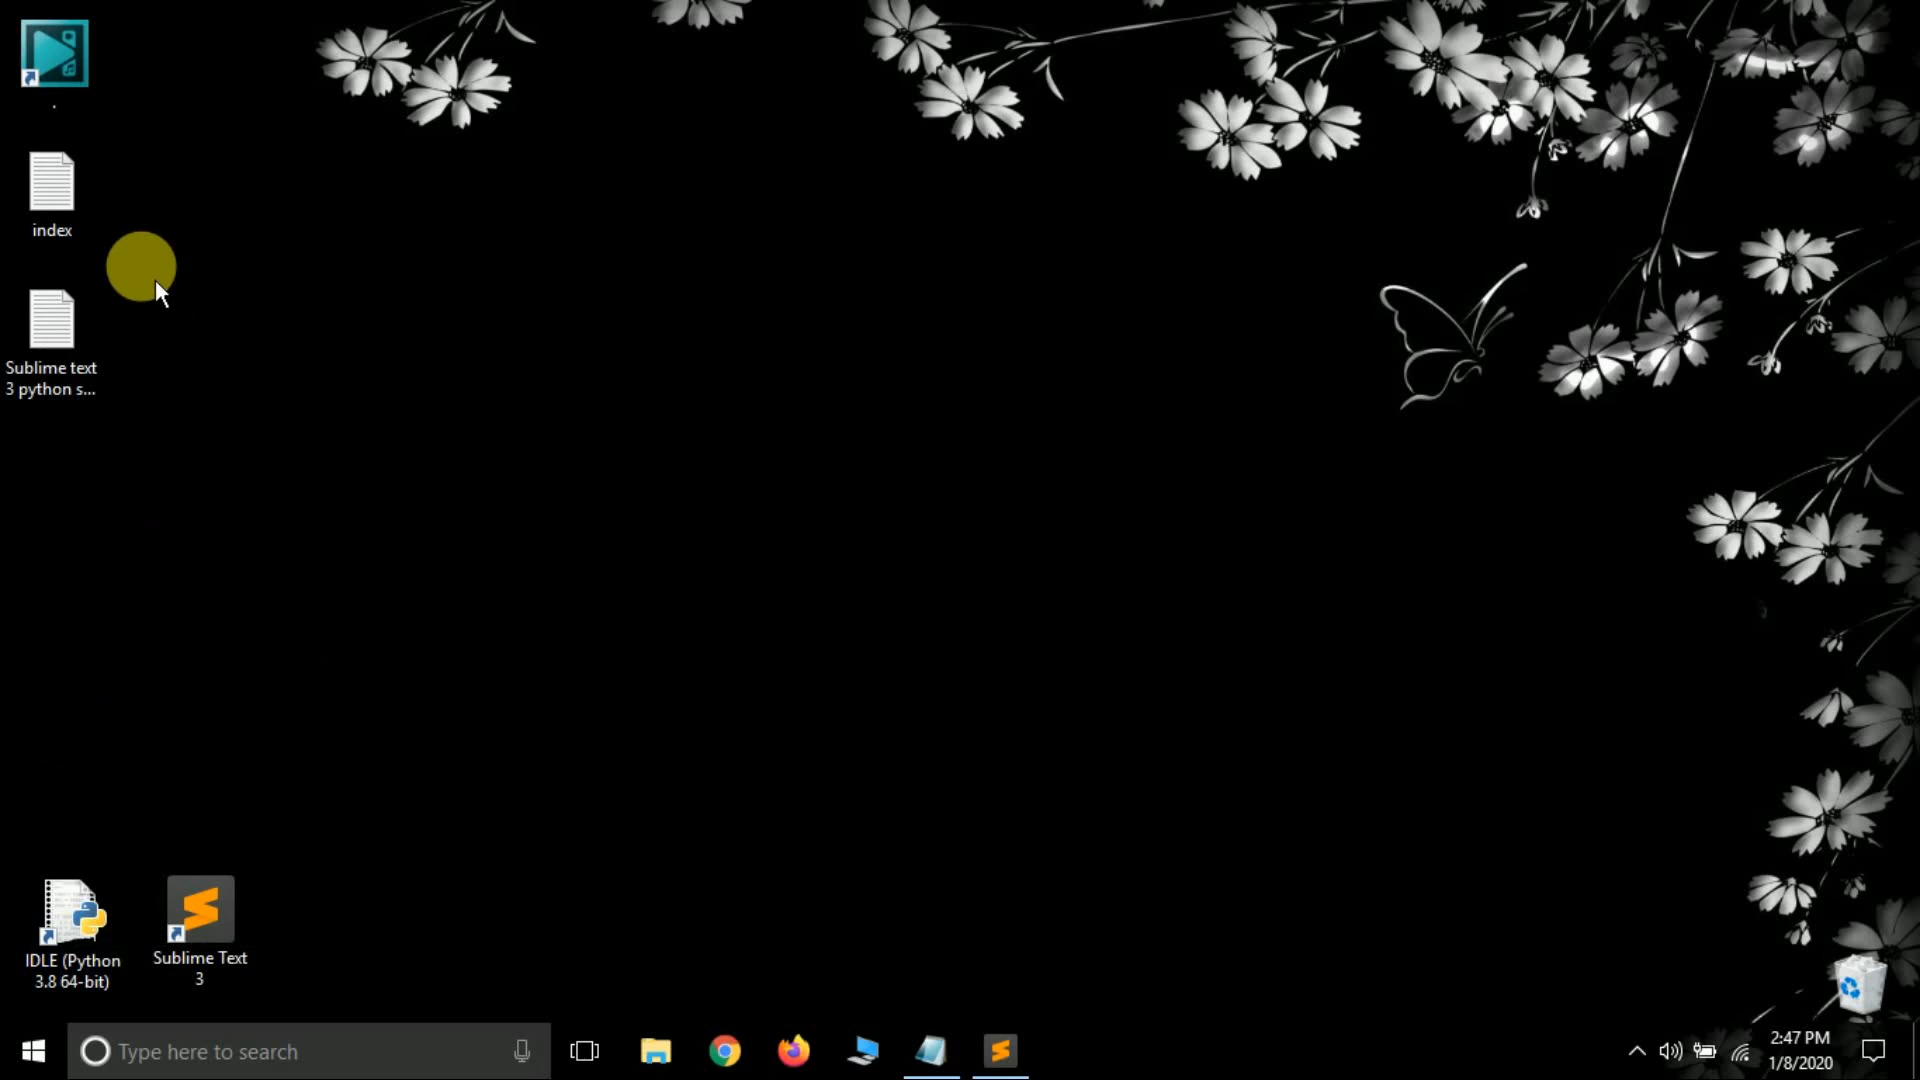 .
index
Sublime text
3 python s...
IDLE (Python
3.8 64-bit)
Sublime Text
3
Type here to search
2:47 PM
1/8/2020